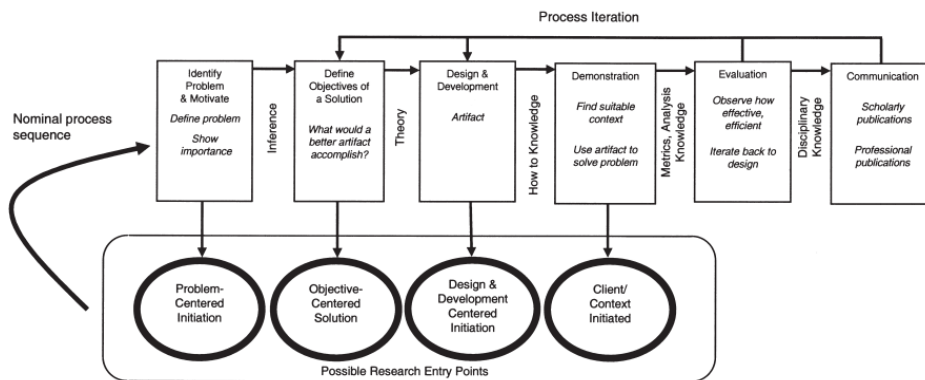 Process Iteration
Nominal process
sequence
Identify
Problem
& Motivate
Define problem
Show
importance
Inference
Define
Objectives of
a Solution
What would a
better artifact
accomplish?
Theory
Design &
Development
Artifact
How to Knowledge
Demonstration
Find suitable
context
Use artifact to
solve problem
Metrics, Analysis
Knowledge
Evaluation
Observe how
effective,
efficient
Iterate back to
design
Disciplinary
Knowledge
Communication
Scholarly
publications
Professional
publications
Problem-
Centered
Initiation
Objective-
Centered
Solution
Design &
Development
Centered
Initiation
Client/
Context
Initiated
Possible Research Entry Points